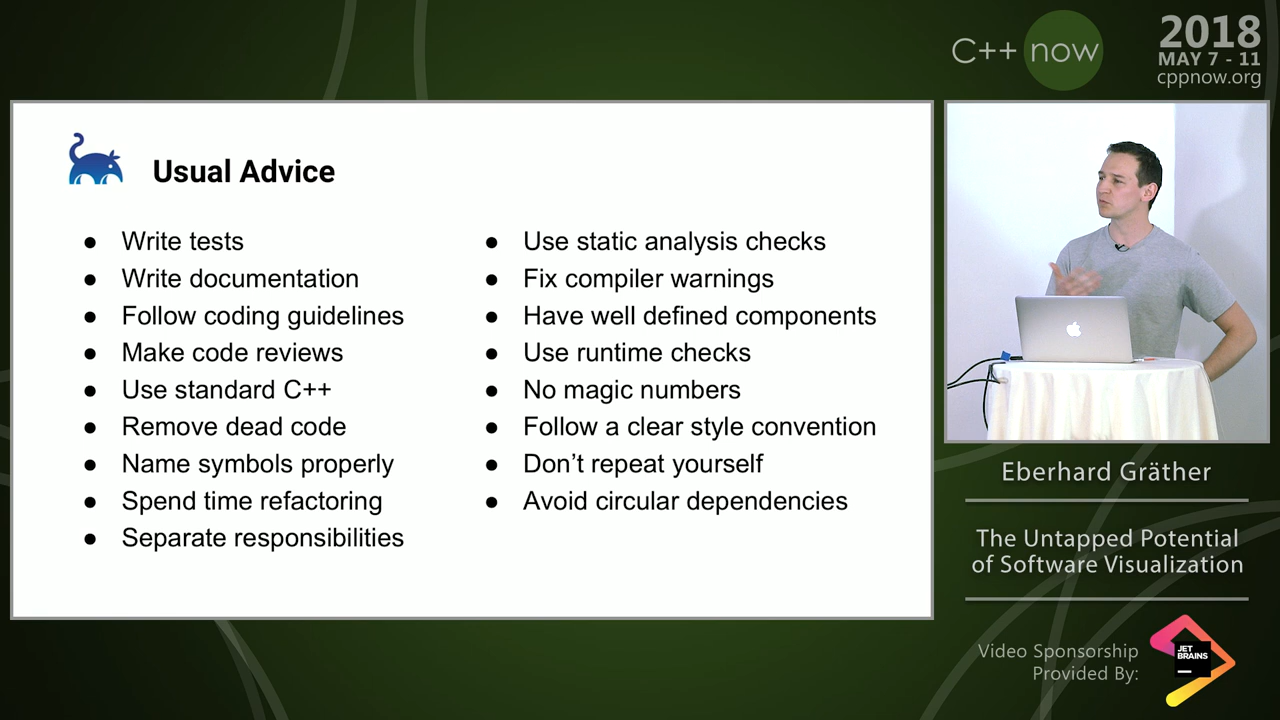 C++ now
2018
MAY 7 - 11
cppnow.org
Usual Advice
● Write tests
● Write documentation
● Follow coding guidelines
● Make code reviews
● Use standard C++
● Remove dead code
● Name symbols properly
● Spend time refactoring
● Separate responsibilities
● Use static analysis checks
● Fix compiler warnings
● Have well defined components
● Use runtime checks
● No magic numbers
● Follow a clear style convention
● Don’t repeat yourself
● Avoid circular dependencies
Eberhard Gräther
The Untapped Potential
of Software Visualization
Video Sponsorship
Provided By:
JET
BRAINS